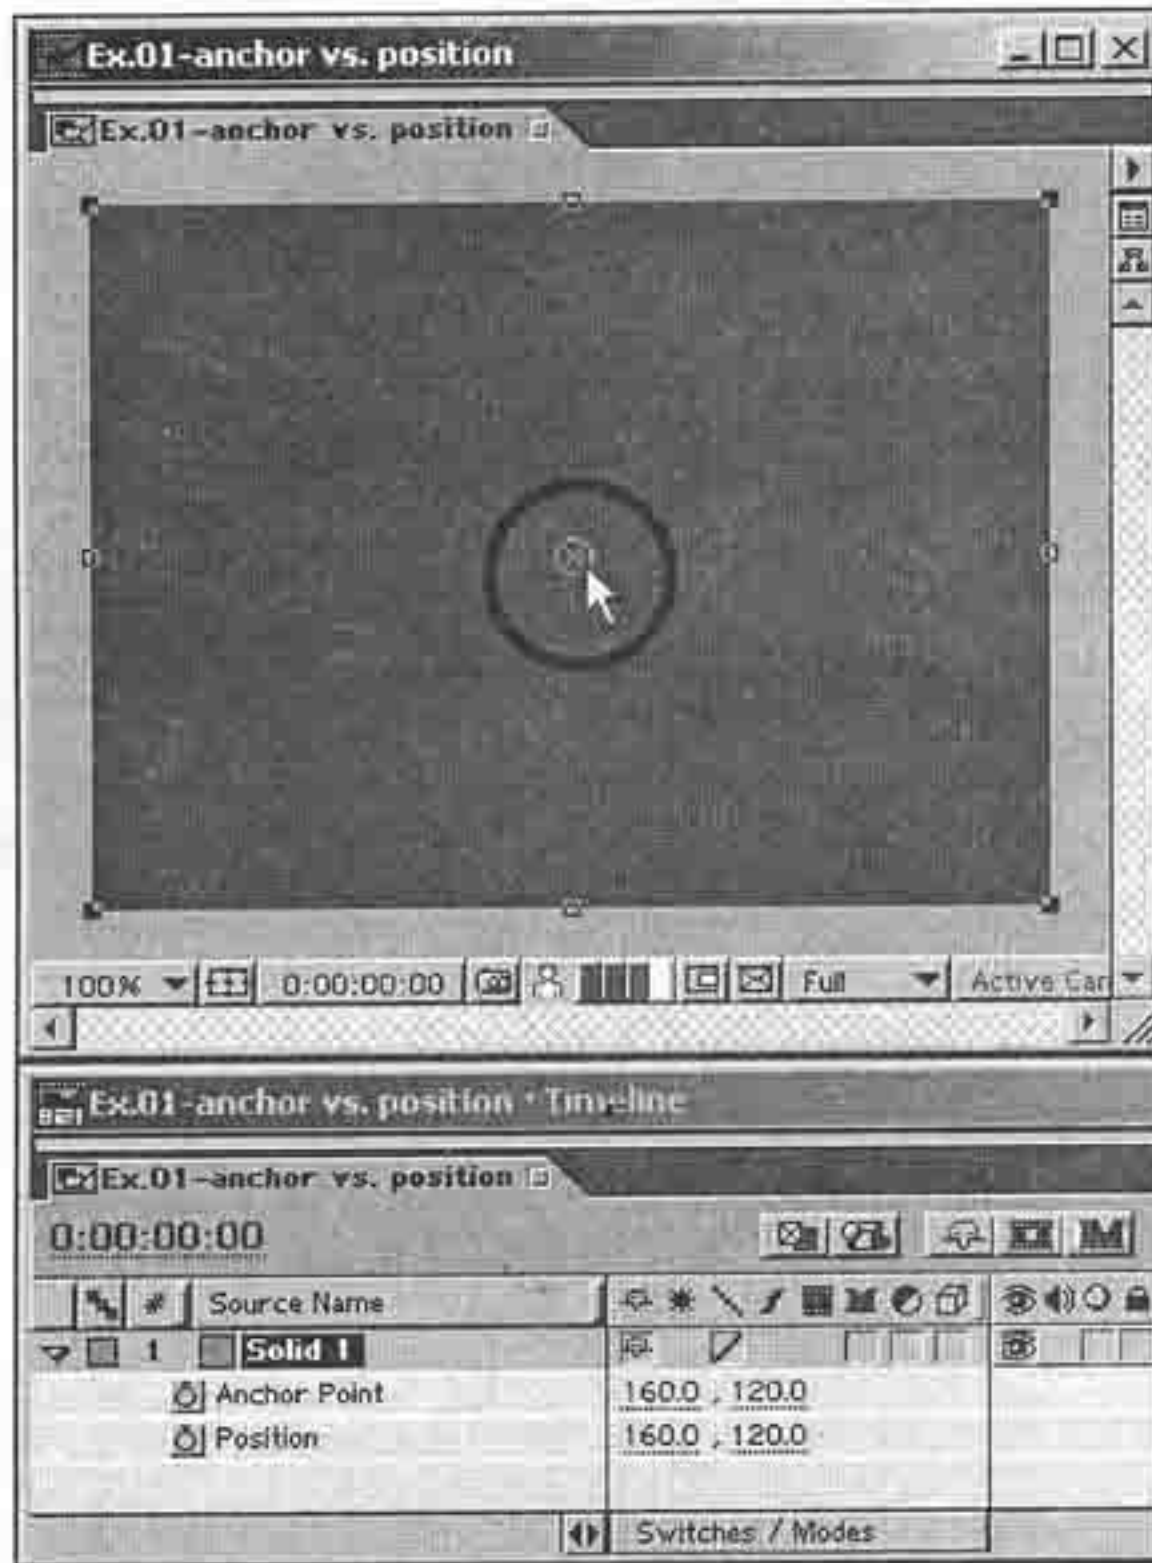 Ex.01-anchor vs. position
Ex.01-anchor vs. position
100% 0:00:00:00 Full Active Cam
Ex.01-anchor vs. position • Timeline
Ex.01-anchor vs. position
0:00:00:00
# Source Name
1 Solid 1
Anchor Point 160.0 , 120.0
Position 160.0 , 120.0
Switches / Modes